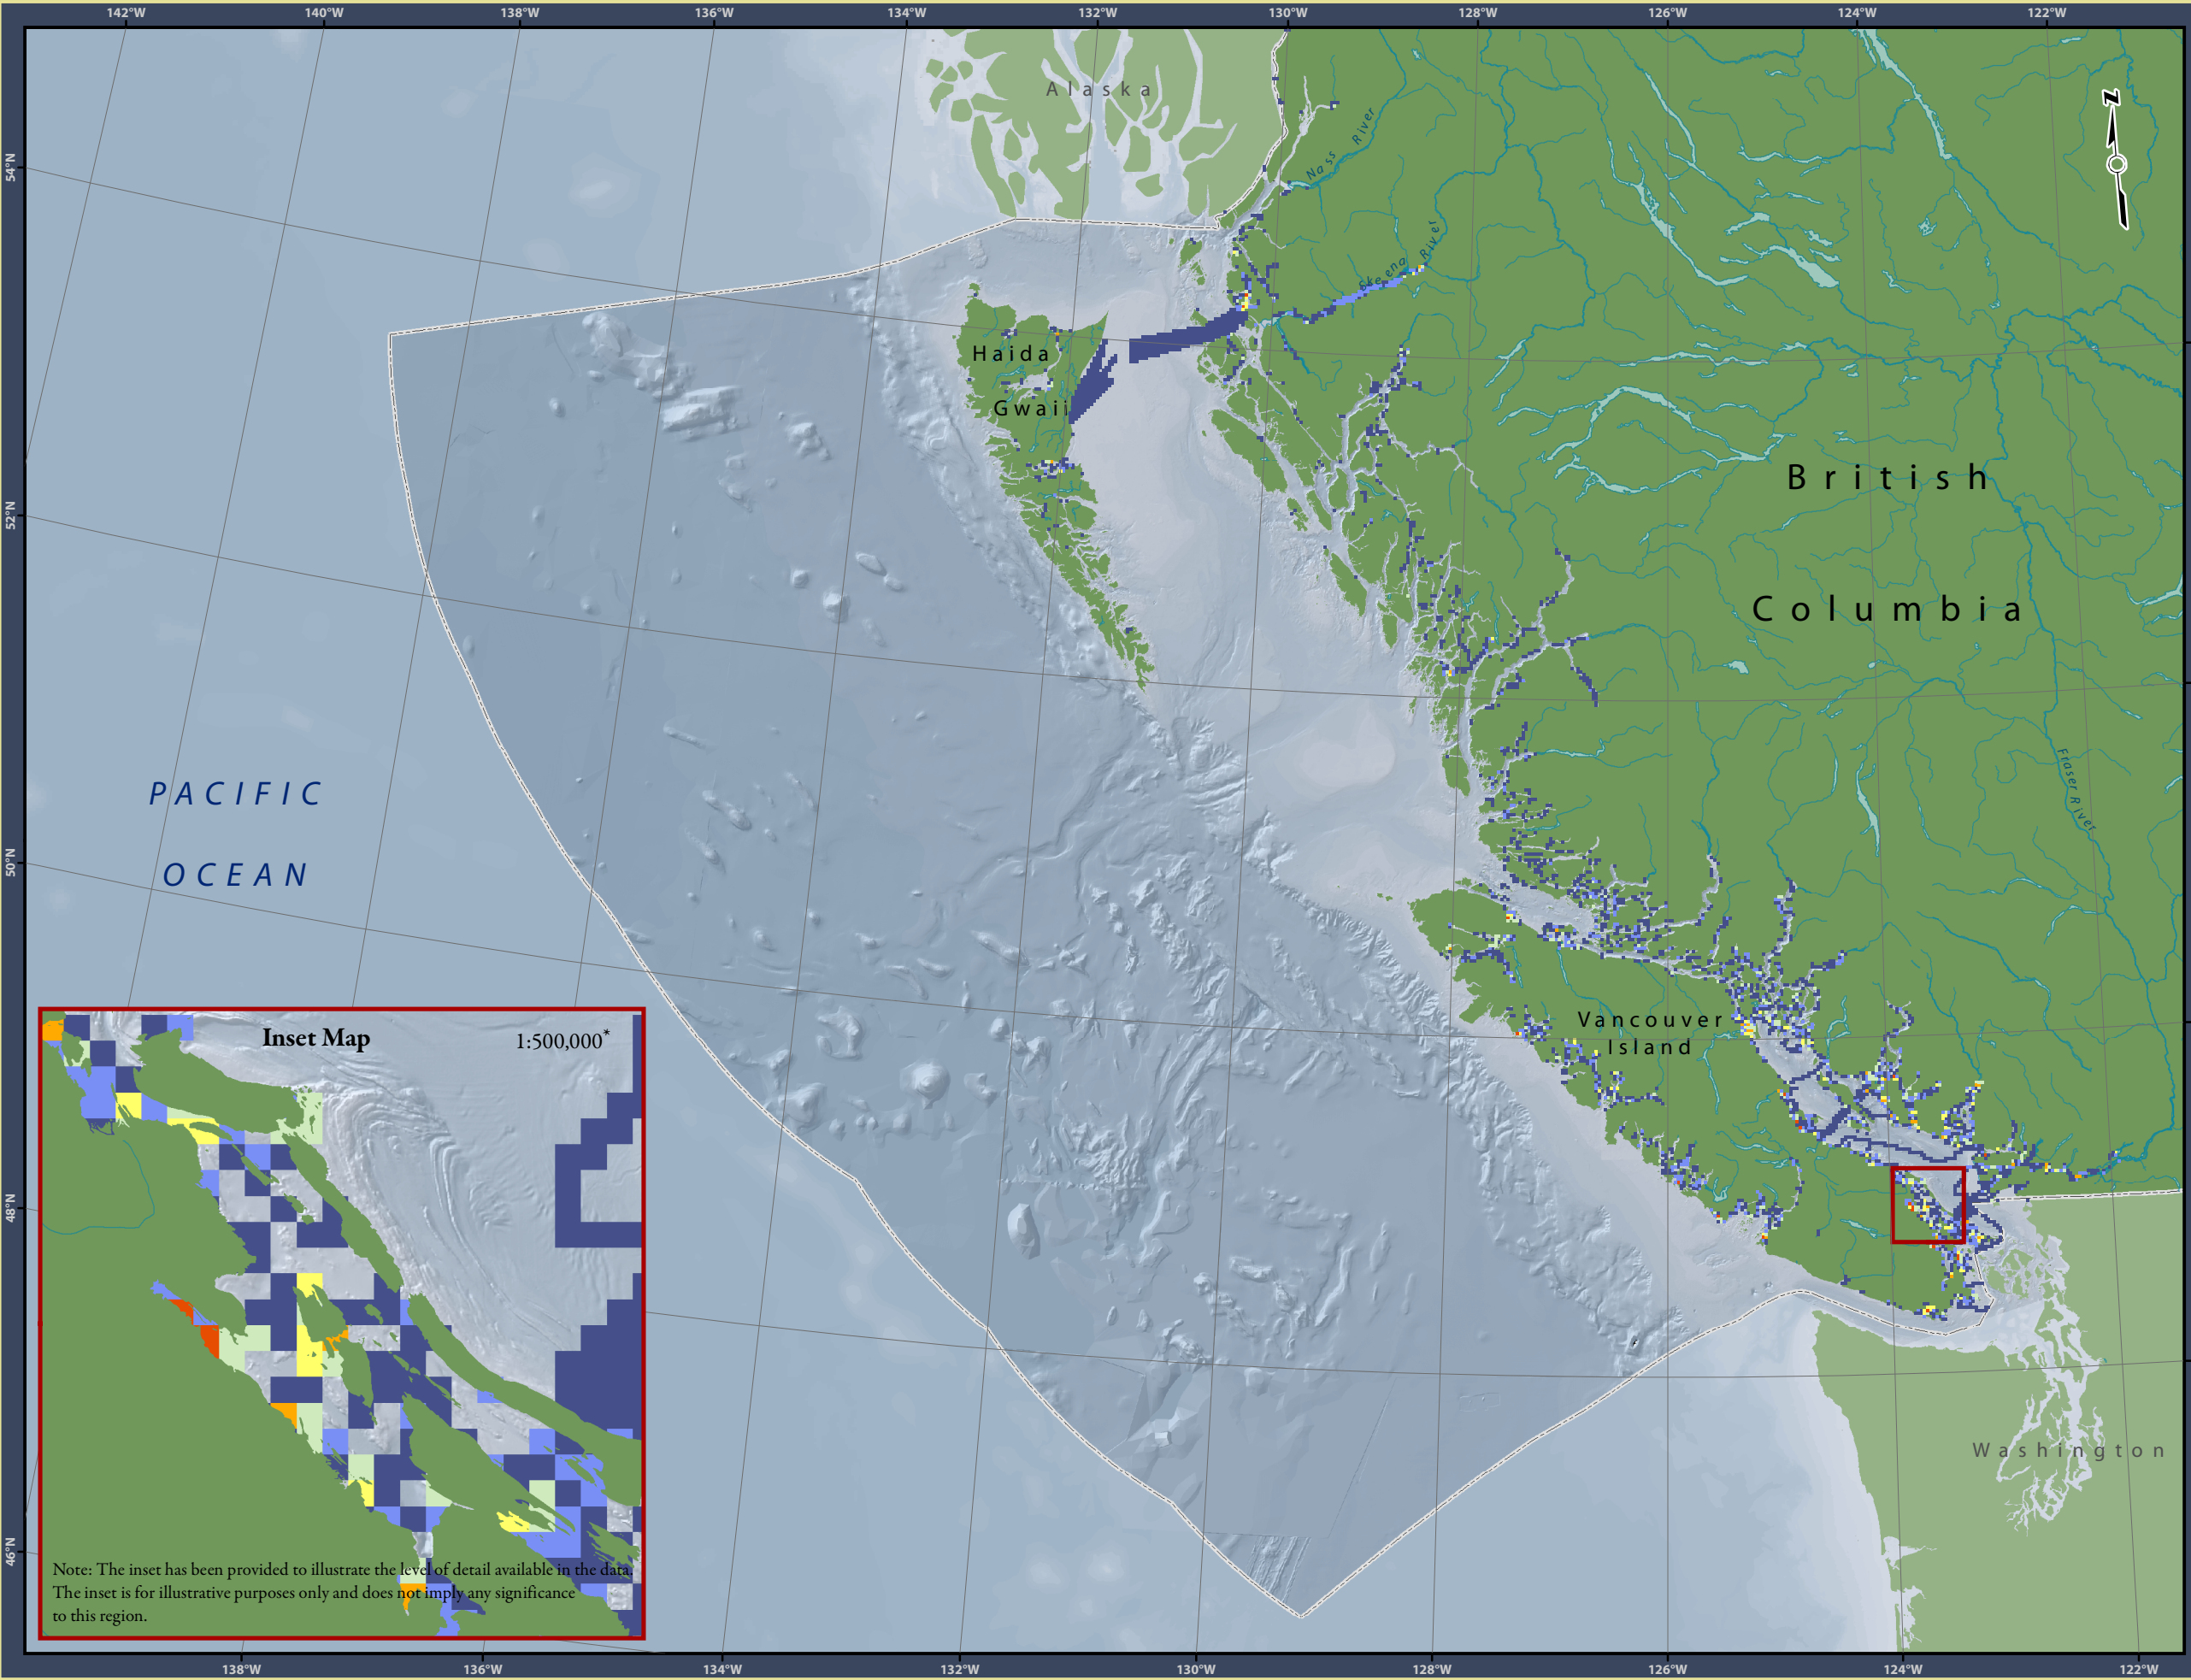 142°W 140°W 138°W 136°W 134°W 132°W 130°W 128°W 126°W 124°W 122°W
Alaska
N
Nass River
54°N
Skeena River
Haida
Gwaii
British
52°N
Columbia
PACIFIC
Fraser River
50°N
OCEAN
Vancouver
Island
Inset Map 1:500,000*
48°N
Washington
46°N
Note: The inset has been provided to illustrate the level of detail available in the data.
The inset is for illustrative purposes only and does not imply any significance
to this region.
138°W 136°W 134°W 132°W 130°W 128°W 126°W 124°W 122°W